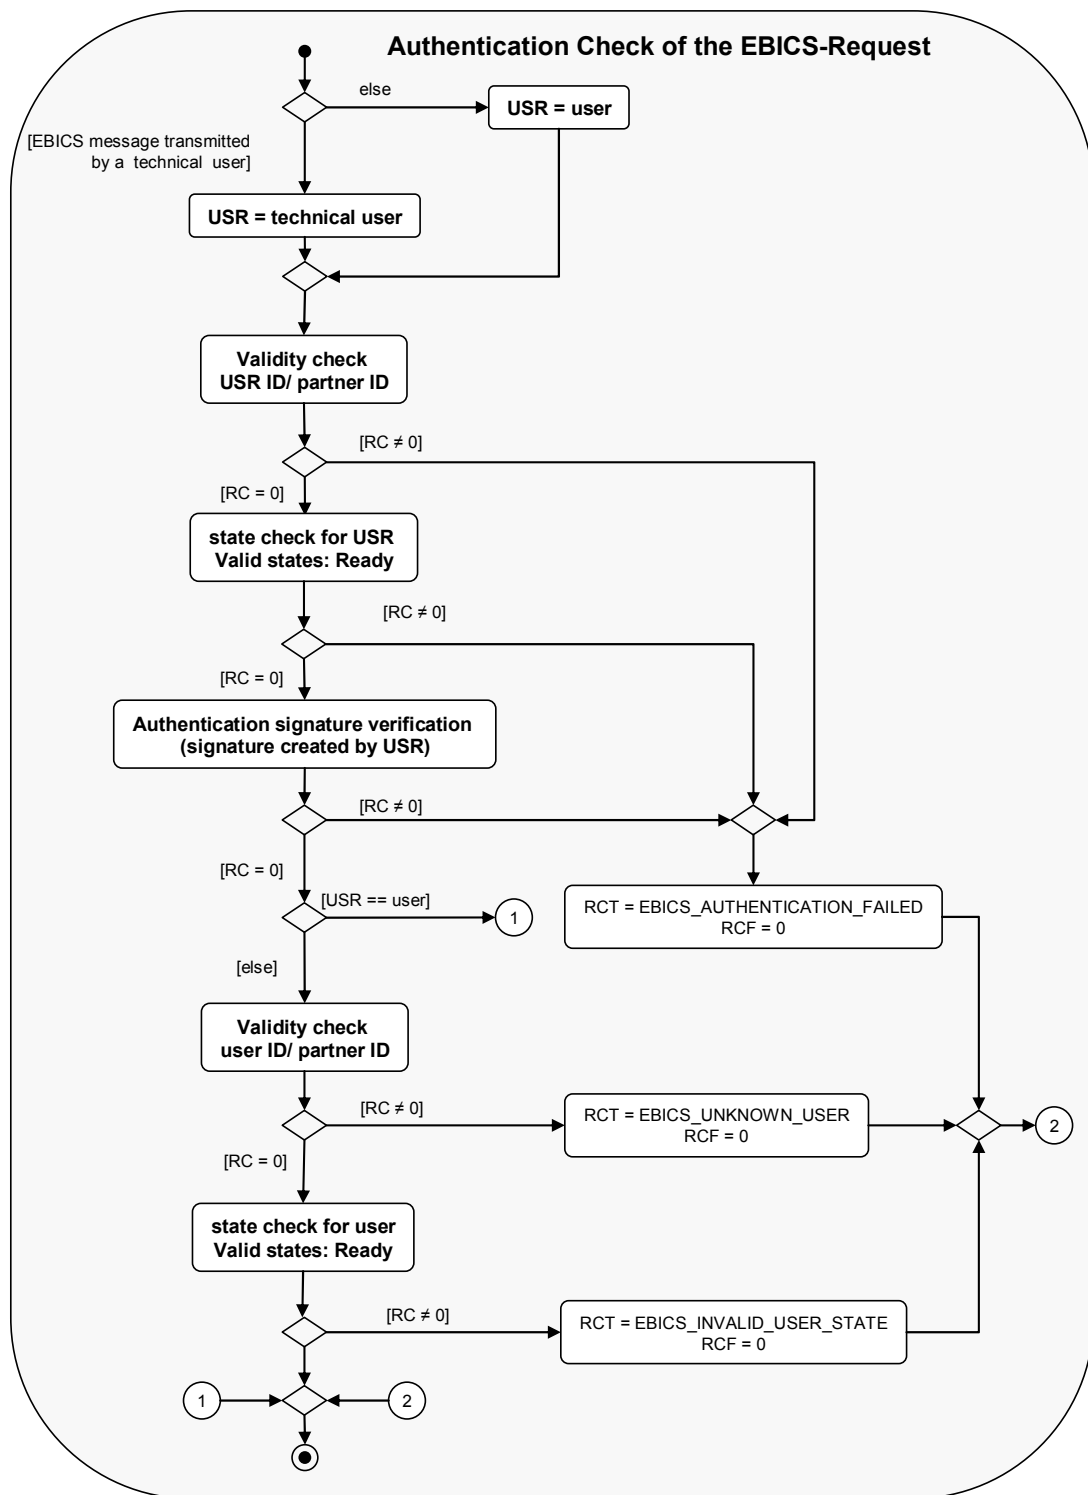 Authentication Check of the EBICS-Request
else
USR = user
[EBICS message transmitted
by a technical user]
USR = technical user
Validity check
USR ID/ partner ID
[RC ≠ 0]
[RC = 0]
state check for USR
Valid states: Ready
[RC ≠ 0]
[RC = 0]
Authentication signature verification
(signature created by USR)
[RC ≠ 0]
[RC = 0]
[USR == user]
1
RCT = EBICS_AUTHENTICATION_FAILED
RCF = 0
[else]
Validity check
user ID/ partner ID
[RC ≠ 0]
RCT = EBICS_UNKNOWN_USER
RCF = 0
2
[RC = 0]
state check for user
Valid states: Ready
[RC ≠ 0]
RCT = EBICS_INVALID_USER_STATE
RCF = 0
1
2